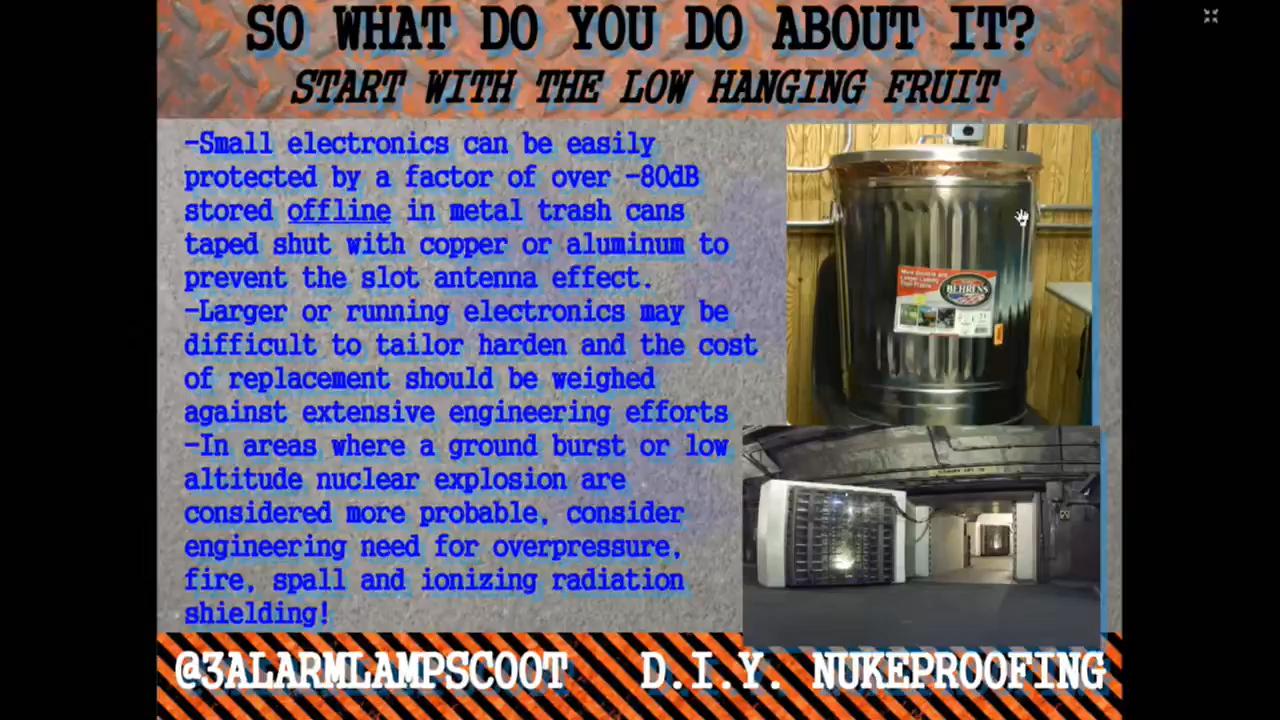 SO WHAT DO YOU DO ABOUT IT?
START WITH THE LOW HANGING FRUIT
-Small electronics can be easily
protected by a factor of over -80dB
stored offline in metal trash cans
taped shut with copper or aluminum to
prevent the slot antenna effect.
-Larger or running electronics may be
difficult to tailor harden and the cost
of replacement should be weighed
against extensive engineering efforts
-In areas where a ground burst or low
altitude nuclear explosion are
considered more probable, consider
engineering need for overpressure,
fire, spall and ionizing radiation
shielding!
BEHRENS
@3ALARMLAMPSCOOT D.I.Y. NUKEPROOFING